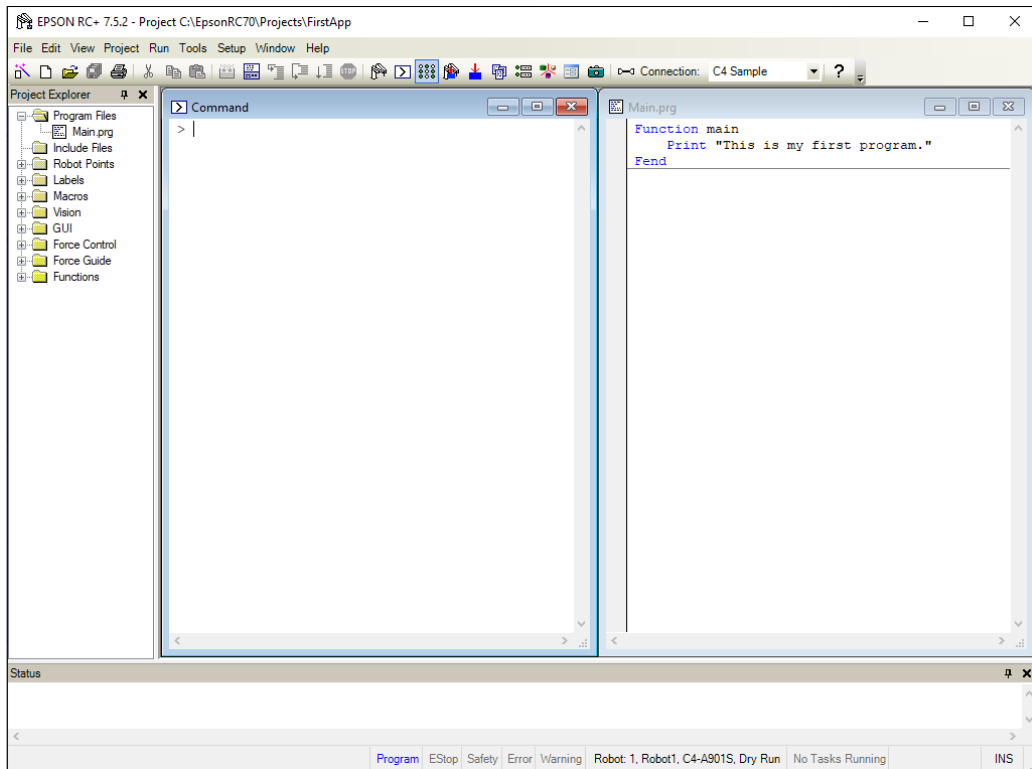 EPSON RC+ 7.5.2 - Project C:\EpsonRC70\Projects\FirstApp
File Edit View Project Run Tools Setup Window Help
STOP Connection: C4 Sample ?
Project Explorer
Program Files
Main.prg
Include Files
Robot Points
Labels
Macros
Vision
GUI
Force Control
Force Guide
Functions
Command
>
Main.prg
Function main
Print "This is my first program."
Fend
Status
Program EStop Safety Error Warning Robot: 1, Robot1, C4-A901S, Dry Run No Tasks Running INS